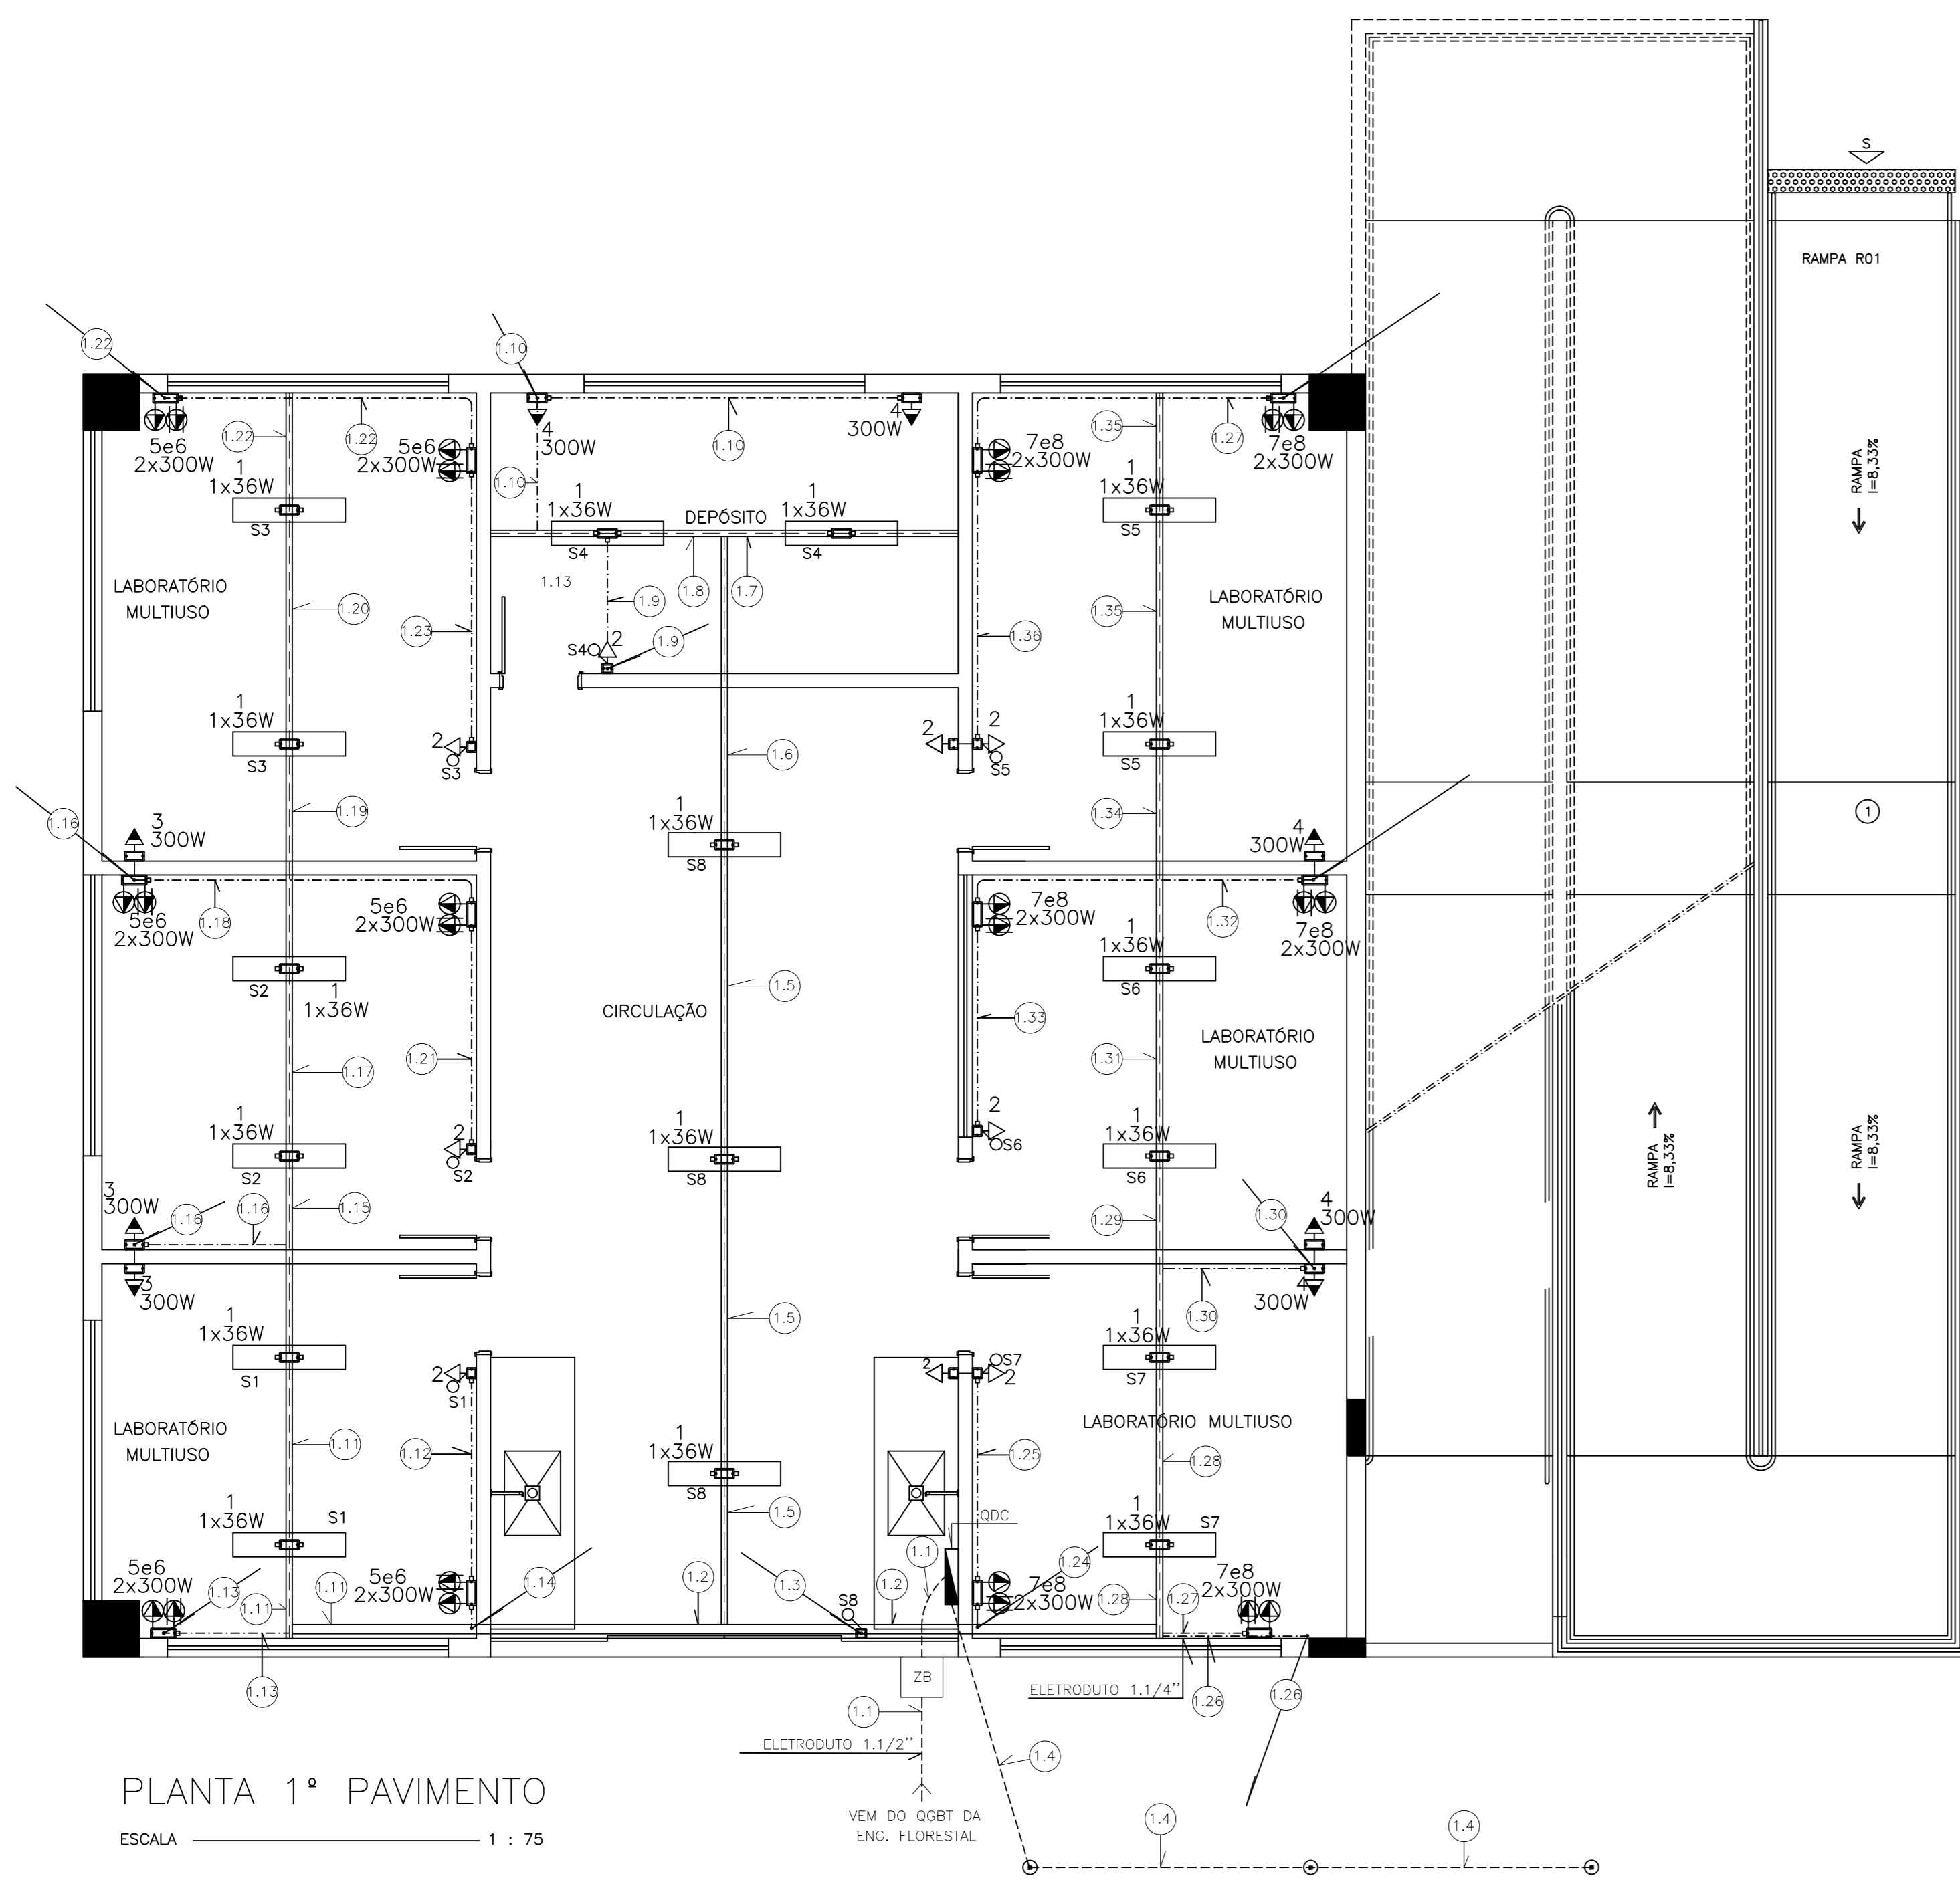 S
RAMPA R01
1.22
1.10
5e6
2x300W
1.22
1.22
5e6
2x300W
4
300W
1.10
4
300W
1.10
7e8
2x300W
1.35
1.27
7e8
2x300W
RAMPA
I=8,33%
1
1x36W
S3
1
1x36W
S4
DEPÓSITO
1
1x36W
S4
1
1x36W
S5
LABORATÓRIO
MULTIUSO
1.20
1.23
1.13
1.9
1.8
1.7
S4
2
1.9
1.36
1.35
LABORATÓRIO
MULTIUSO
1
1x36W
S3
2
S3
2
2
S5
1
1x36W
S5
1.6
1.16
3
300W
1.19
1
1x36W
S8
1.34
4
300W
1
5e6
2x300W
1.18
5e6
2x300W
7e8
2x300W
1.32
7e8
2x300W
S2
1
1x36W
1
1x36W
S6
1.5
CIRCULAÇÃO
1.33
LABORATÓRIO
MULTIUSO
1.17
1.21
1.31
1
1x36W
S2
2
S2
1
1x36W
S8
2
S6
1
1x36W
S6
RAMPA
I=8,33%
RAMPA
I=8,33%
3
300W
1.16
1.16
1.15
1.29
1.30
4
300W
3
300W
1.5
1.30
4
300W
1
1x36W
S1
2
S1
2
S7
2
1
1x36W
S7
LABORATÓRIO
MULTIUSO
1.11
1.12
1
1x36W
S8
1.25
LABORATÓRIO MULTIUSO
1.28
1
1x36W
S1
1.5
QDC
1
1x36W
S7
5e6
2x300W
1.13
1.11
1.11
5e6
2x300W
1.14
1.2
1.3
S8
1.2
1.1
1.24
7e8
2x300W
1.28
1.27
7e8
2x300W
1.13
ZB
1.1
ELETRODUTO 1.1/4''
1.26
1.26
ELETRODUTO 1.1/2''
1.4
PLANTA 1º PAVIMENTO
ESCALA 1 : 75
VEM DO QGBT DA
ENG. FLORESTAL
1.4
1.4